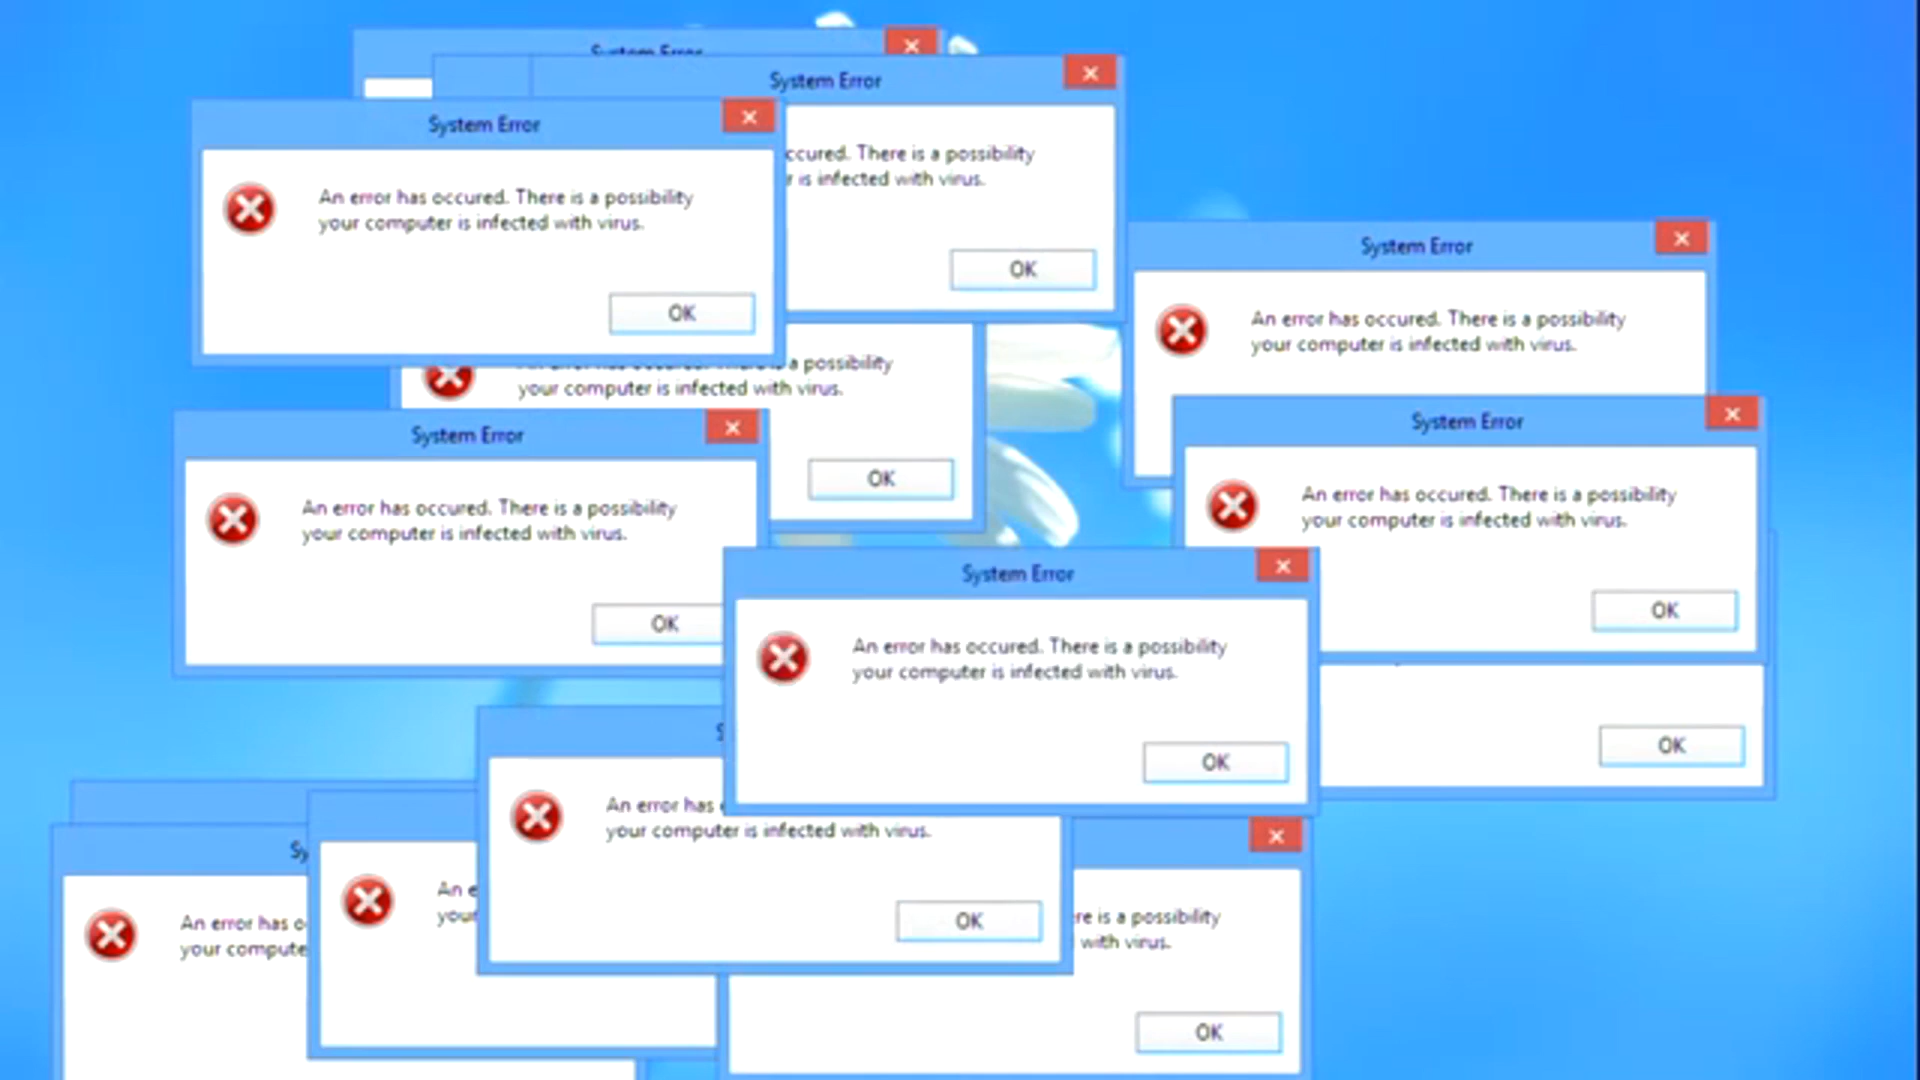 System Error
System Error
ccured. There is a possibility
is infected with virus.
OK
System Error
An error has occured. There is a possibility
your computer is infected with virus.
OK
System Error
An error has occured. There is a possibility
your computer is infected with virus.
a possibility
your computer is infected with virus.
OK
System Error
An error has occured. There is a possibility
your computer is infected with virus.
OK
System Error
An error has occured. There is a possibility
your computer is infected with virus.
OK
System Error
An error has occured. There is a possibility
your computer is infected with virus.
OK
OK
An error has
your computer is infected with virus.
OK
Sy
An error has o
your compute
An e
your
re is a possibility
with virus.
OK